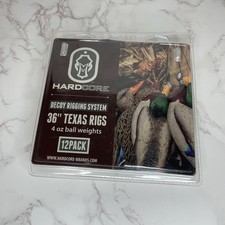 HARDCORE
DECOY RIGGING SYSTEM
36" TEXAS RIGS
4 oz ball weights
12PACK
WWW.HARDCORE-BRANDS.COM